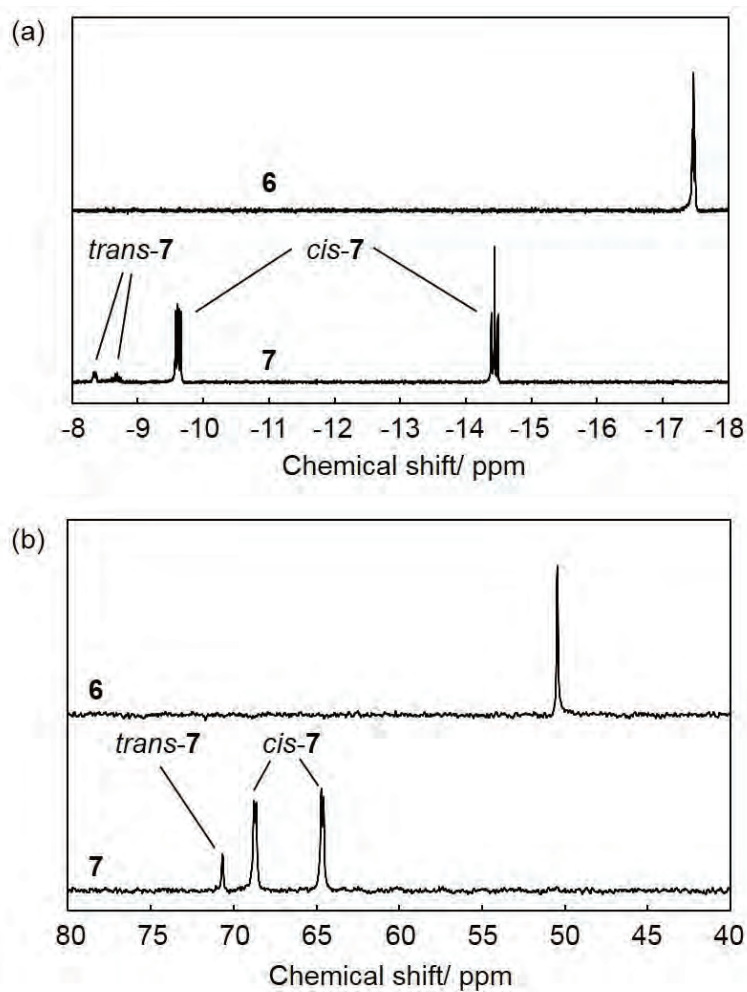 (a)
6
trans-7
cis-7
7
-8 -9 -10 -11 -12 -13 -14 -15 -16 -17 -18
Chemical shift/ ppm
(b)
6
trans-7
cis-7
7
80 75 70 65 60 55 50 45 40
Chemical shift/ ppm